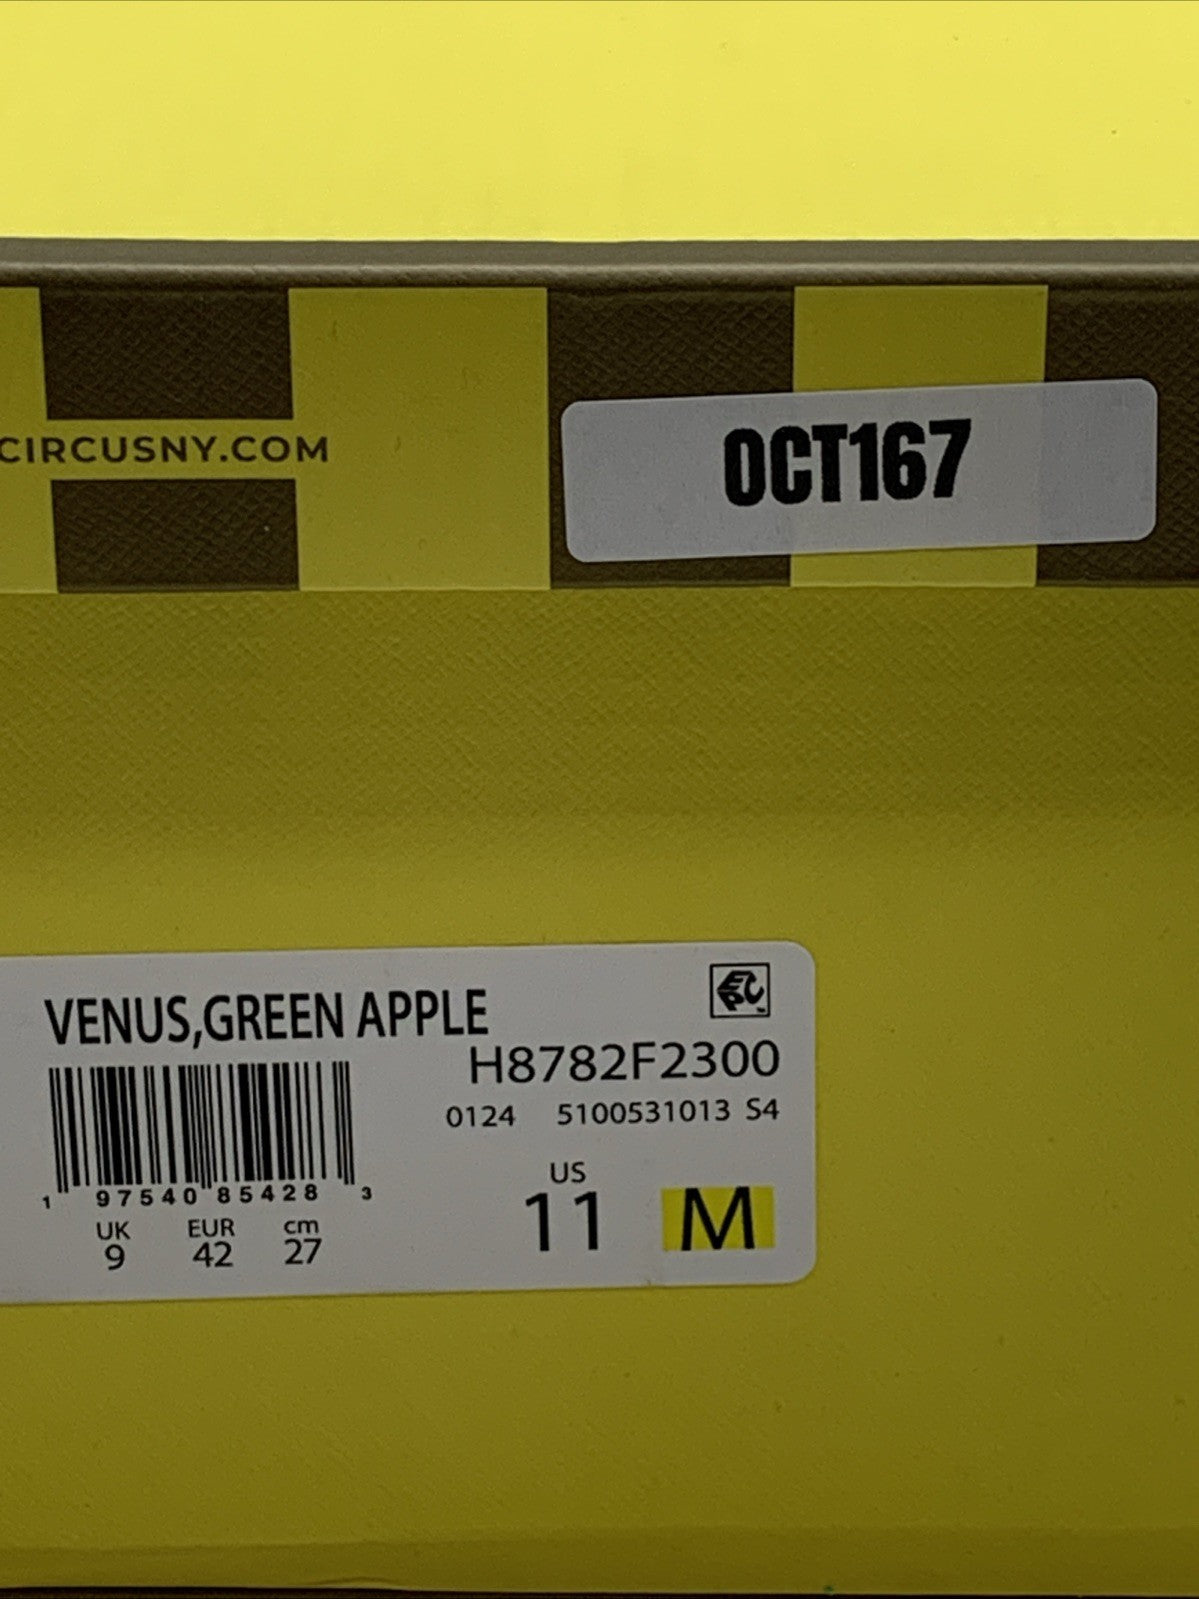 CIRCUSNY.COM
OCT167
VENUS,GREEN APPLE
EPC
H8782F2300
0124 5100531013 S4
1 97540 85428 3
UK EUR cm
9 42 27
US
11 M